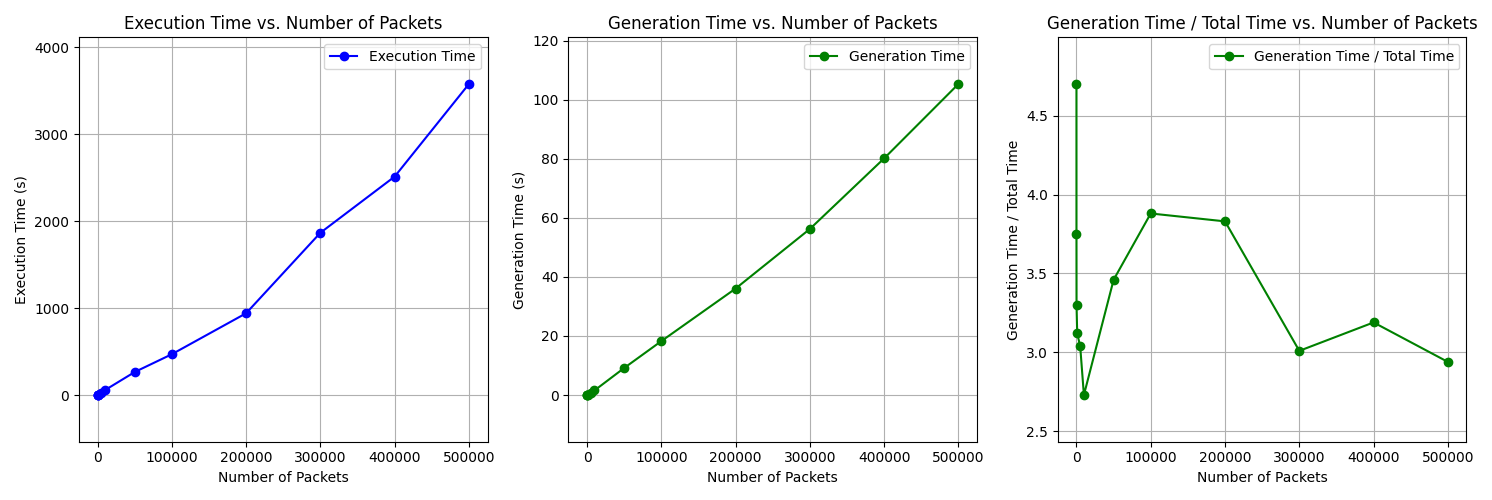 Execution Time vs. Number of Packets
Execution Time
4000
3000
2000
1000
0
Execution Time (s)
0 100000 200000 300000 400000 500000
Number of Packets
Generation Time vs. Number of Packets
Generation Time
120
100
80
60
40
20
0
Generation Time (s)
0 100000 200000 300000 400000 500000
Number of Packets
Generation Time / Total Time vs. Number of Packets
Generation Time / Total Time
4.5
4.0
3.5
3.0
2.5
Generation Time / Total Time
0 100000 200000 300000 400000 500000
Number of Packets